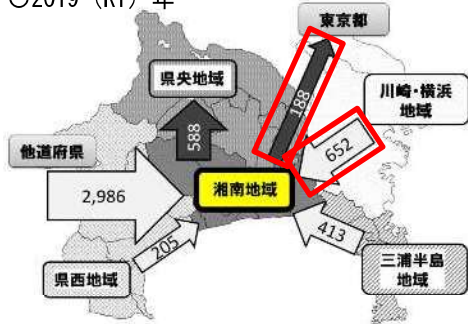 ○2019（R1）年
東京都
県央地域
188
川崎・横浜
地域
588
652
他道府県
2,986
湘南地域
205
413
県西地域
三浦半島
地域